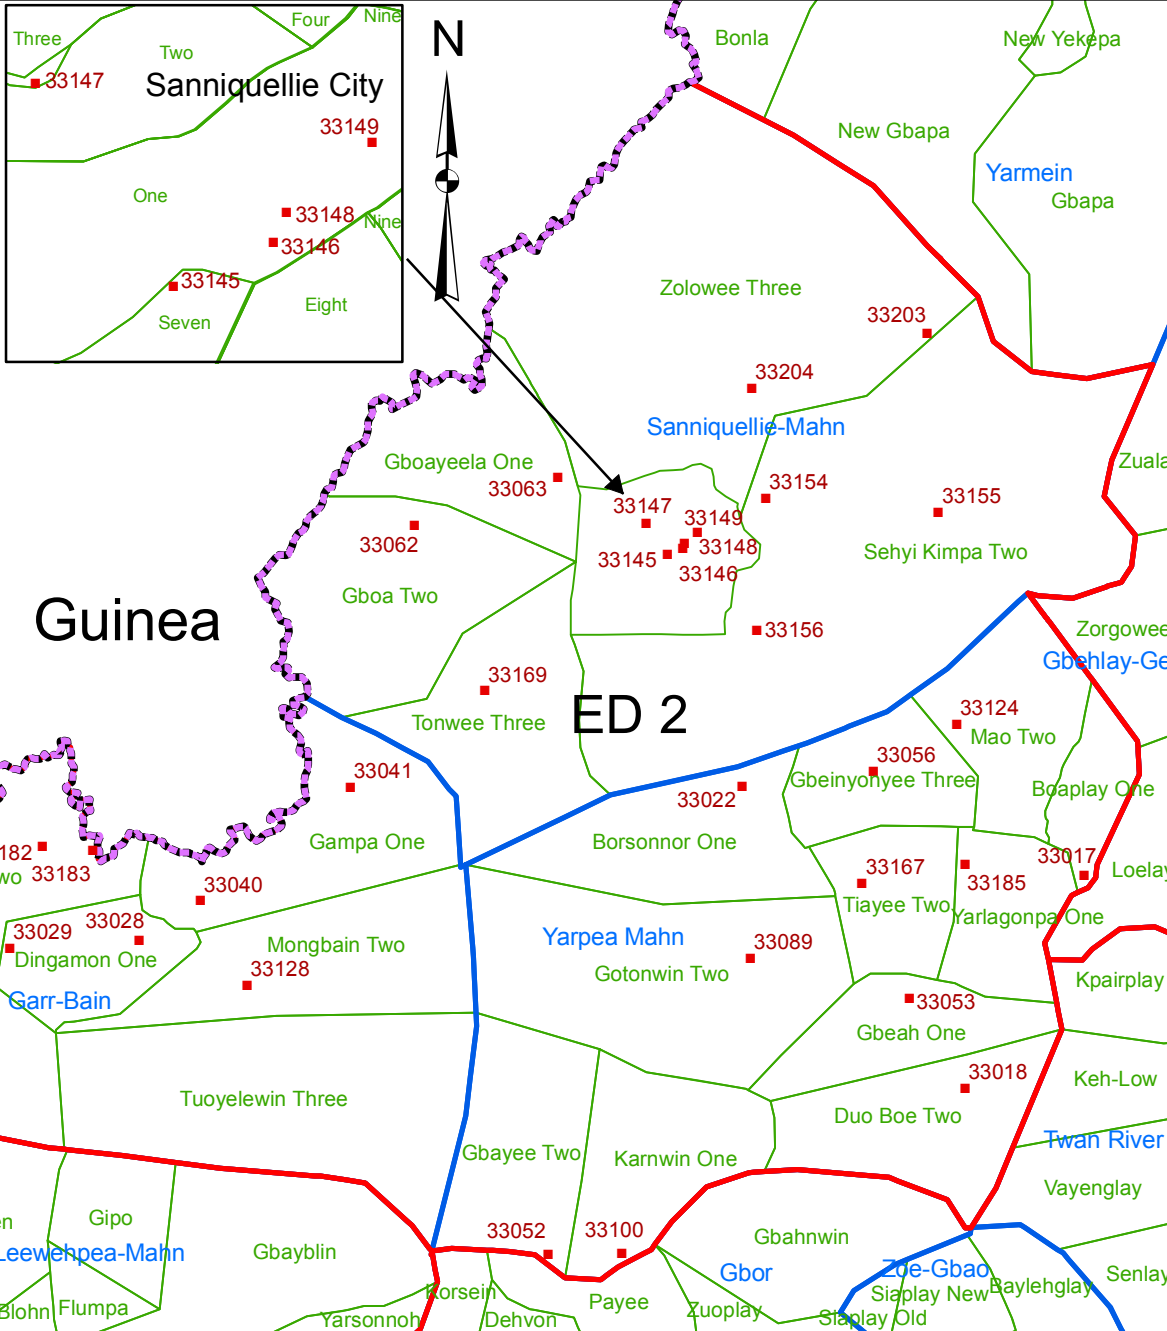 Three
Four
Nine
Two
33147
Sanniquellie City
33149
One
33148
Nine
33146
33145
Eight
Seven
N
Bonla
New Yekepa
New Gbapa
Yarmein
Gbapa
Zolowee Three
33203
33204
Sanniquellie-Mahn
Gboayeela One
33063
33154
33155
Zuala
33147
33149
33062
33145
33148
33146
Sehyi Kimpa Two
Gboa Two
Guinea
33156
Zorgowee
Gbehlay-Ge
33169
Tonwee Three
ED 2
33124
Mao Two
33056
Gbeinyonyee Three
Boaplay One
33041
33022
Gampa One
Borsonnor One
182
wo
33183
33017
Loelay
33167
33185
33040
Tiayee Two
Yarlagonpa One
33028
33029
Dingamon One
Mongbain Two
33128
Yarpea Mahn
Gotonwin Two
33089
Kpairplay
Garr-Bain
33053
Gbeah One
33018
Keh-Low
Tuoyelewin Three
Duo Boe Two
Twan River
Gbayee Two
Karnwin One
Vayenglay
en
Gipo
Leewehpea-Mahn
Gbayblin
33052
33100
Gbahnwin
Gbor
Zoe-Gbao
Senlay
Baylehglay
Siaplay New
Blohn
Flumpa
Korsein
Payee
Zuoplay
Yarsonnoh
Dehvon
Siaplay Old